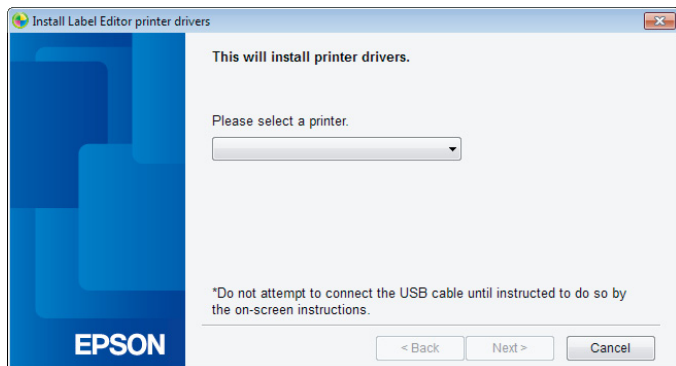 Install Label Editor printer drivers
This will install printer drivers.
Please select a printer.
*Do not attempt to connect the USB cable until instructed to do so by
the on-screen instructions.
EPSON
< Back
Next >
Cancel